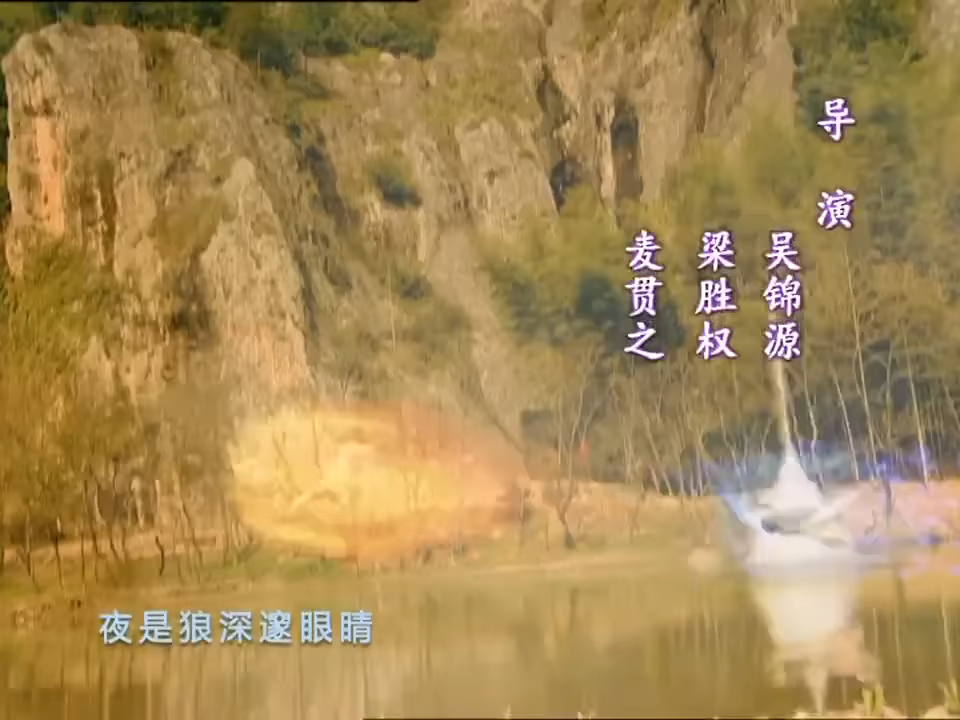 导演
吴锦源
梁胜权
麦贯之
夜是狼深邃眼睛